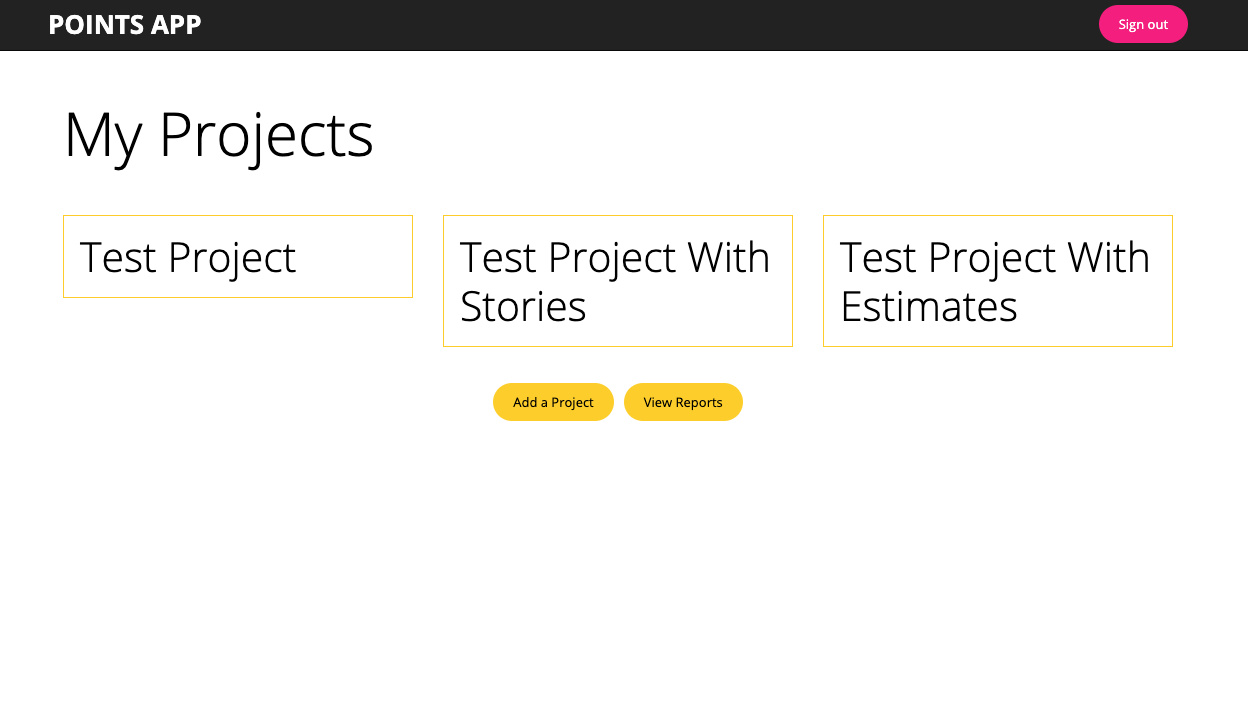 POINTS APP
Sign out
My Projects
Test Project
Test Project With
Stories
Test Project With
Estimates
Add a Project
View Reports